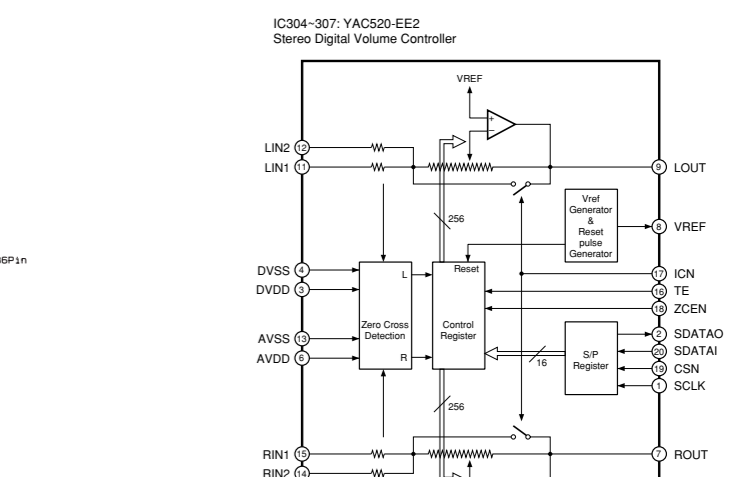 IC304~307: YAC520-EE2
Stereo Digital Volume Controller
VREF
+
−
LIN2 12
LIN1 11
9 LOUT
Vref
Generator
&
Reset
pulse
Generator
8 VREF
256
6Pin
DVSS 4
DVDD 3
AVSS 13
AVDD 6
L
Zero Cross
Detection
R
Reset
Control
Register
17 ICN
16 TE
18 ZCEN
2 SDATAO
20 SDATAI
19 CSN
1 SCLK
S/P
Register
16
256
RIN1 15
RIN2 14
7 ROUT